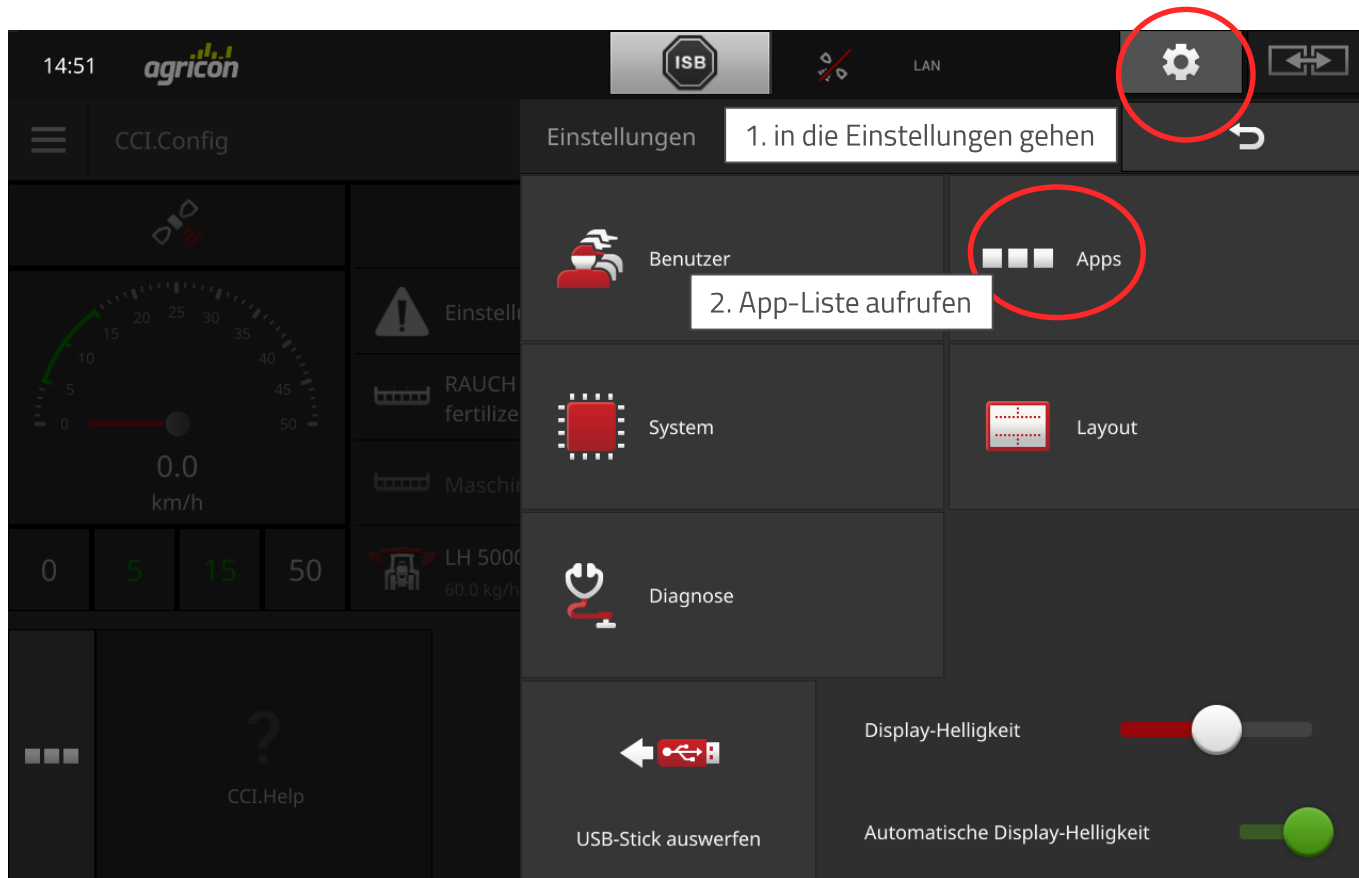 14:51
agricon
ISB
LAN
CCI.Config
Einstellungen
1. in die Einstellungen gehen
Benutzer
Apps
2. App-Liste aufrufen
0 5 10 15 20 25 30 35 40 45 50
0.0
km/h
0 5 15 50
Einstell
RAUCH
fertilize
Maschin
LH 5000
60.0 kg/h
System
Layout
Diagnose
?
CCI.Help
USB-Stick auswerfen
Display-Helligkeit
Automatische Display-Helligkeit